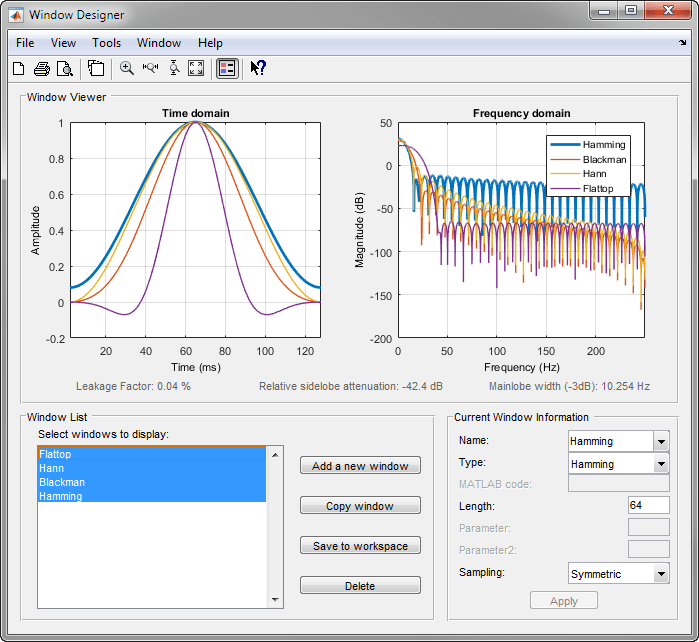 Window Designer
File View Tools Window Help
Window Viewer
Time domain
1
0.8
0.6
0.4
0.2
0
-0.2
Amplitude
20 40 60 80 100 120
Time (ms)
Frequency domain
50
0
-50
-100
-150
-200
Magnitude (dB)
0 50 100 150 200
Frequency (Hz)
Hamming
Blackman
Hann
Flattop
Leakage Factor: 0.04 % Relative sidelobe attenuation: -42.4 dB Mainlobe width (-3dB): 10.254 Hz
Window List
Select windows to display:
Flattop
Hann
Blackman
Hamming
Add a new window
Copy window
Save to workspace
Delete
Current Window Information
Name: Hamming
Type: Hamming
MATLAB code:
Length: 64
Parameter:
Parameter2:
Sampling: Symmetric
Apply